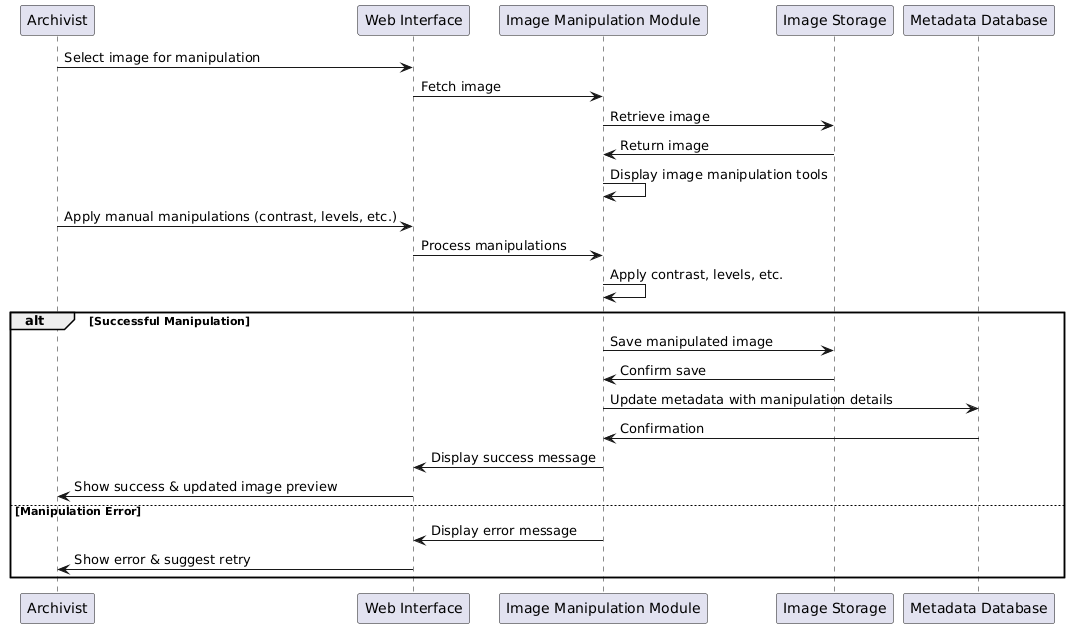 Archivist
Web Interface
Image Manipulation Module
Image Storage
Metadata Database
Select image for manipulation
Fetch image
Retrieve image
Return image
Display image manipulation tools
Apply manual manipulations (contrast, levels, etc.)
Process manipulations
Apply contrast, levels, etc.
alt [Successful Manipulation]
Save manipulated image
Confirm save
Update metadata with manipulation details
Confirmation
Display success message
Show success & updated image preview
[Manipulation Error]
Display error message
Show error & suggest retry
Archivist
Web Interface
Image Manipulation Module
Image Storage
Metadata Database